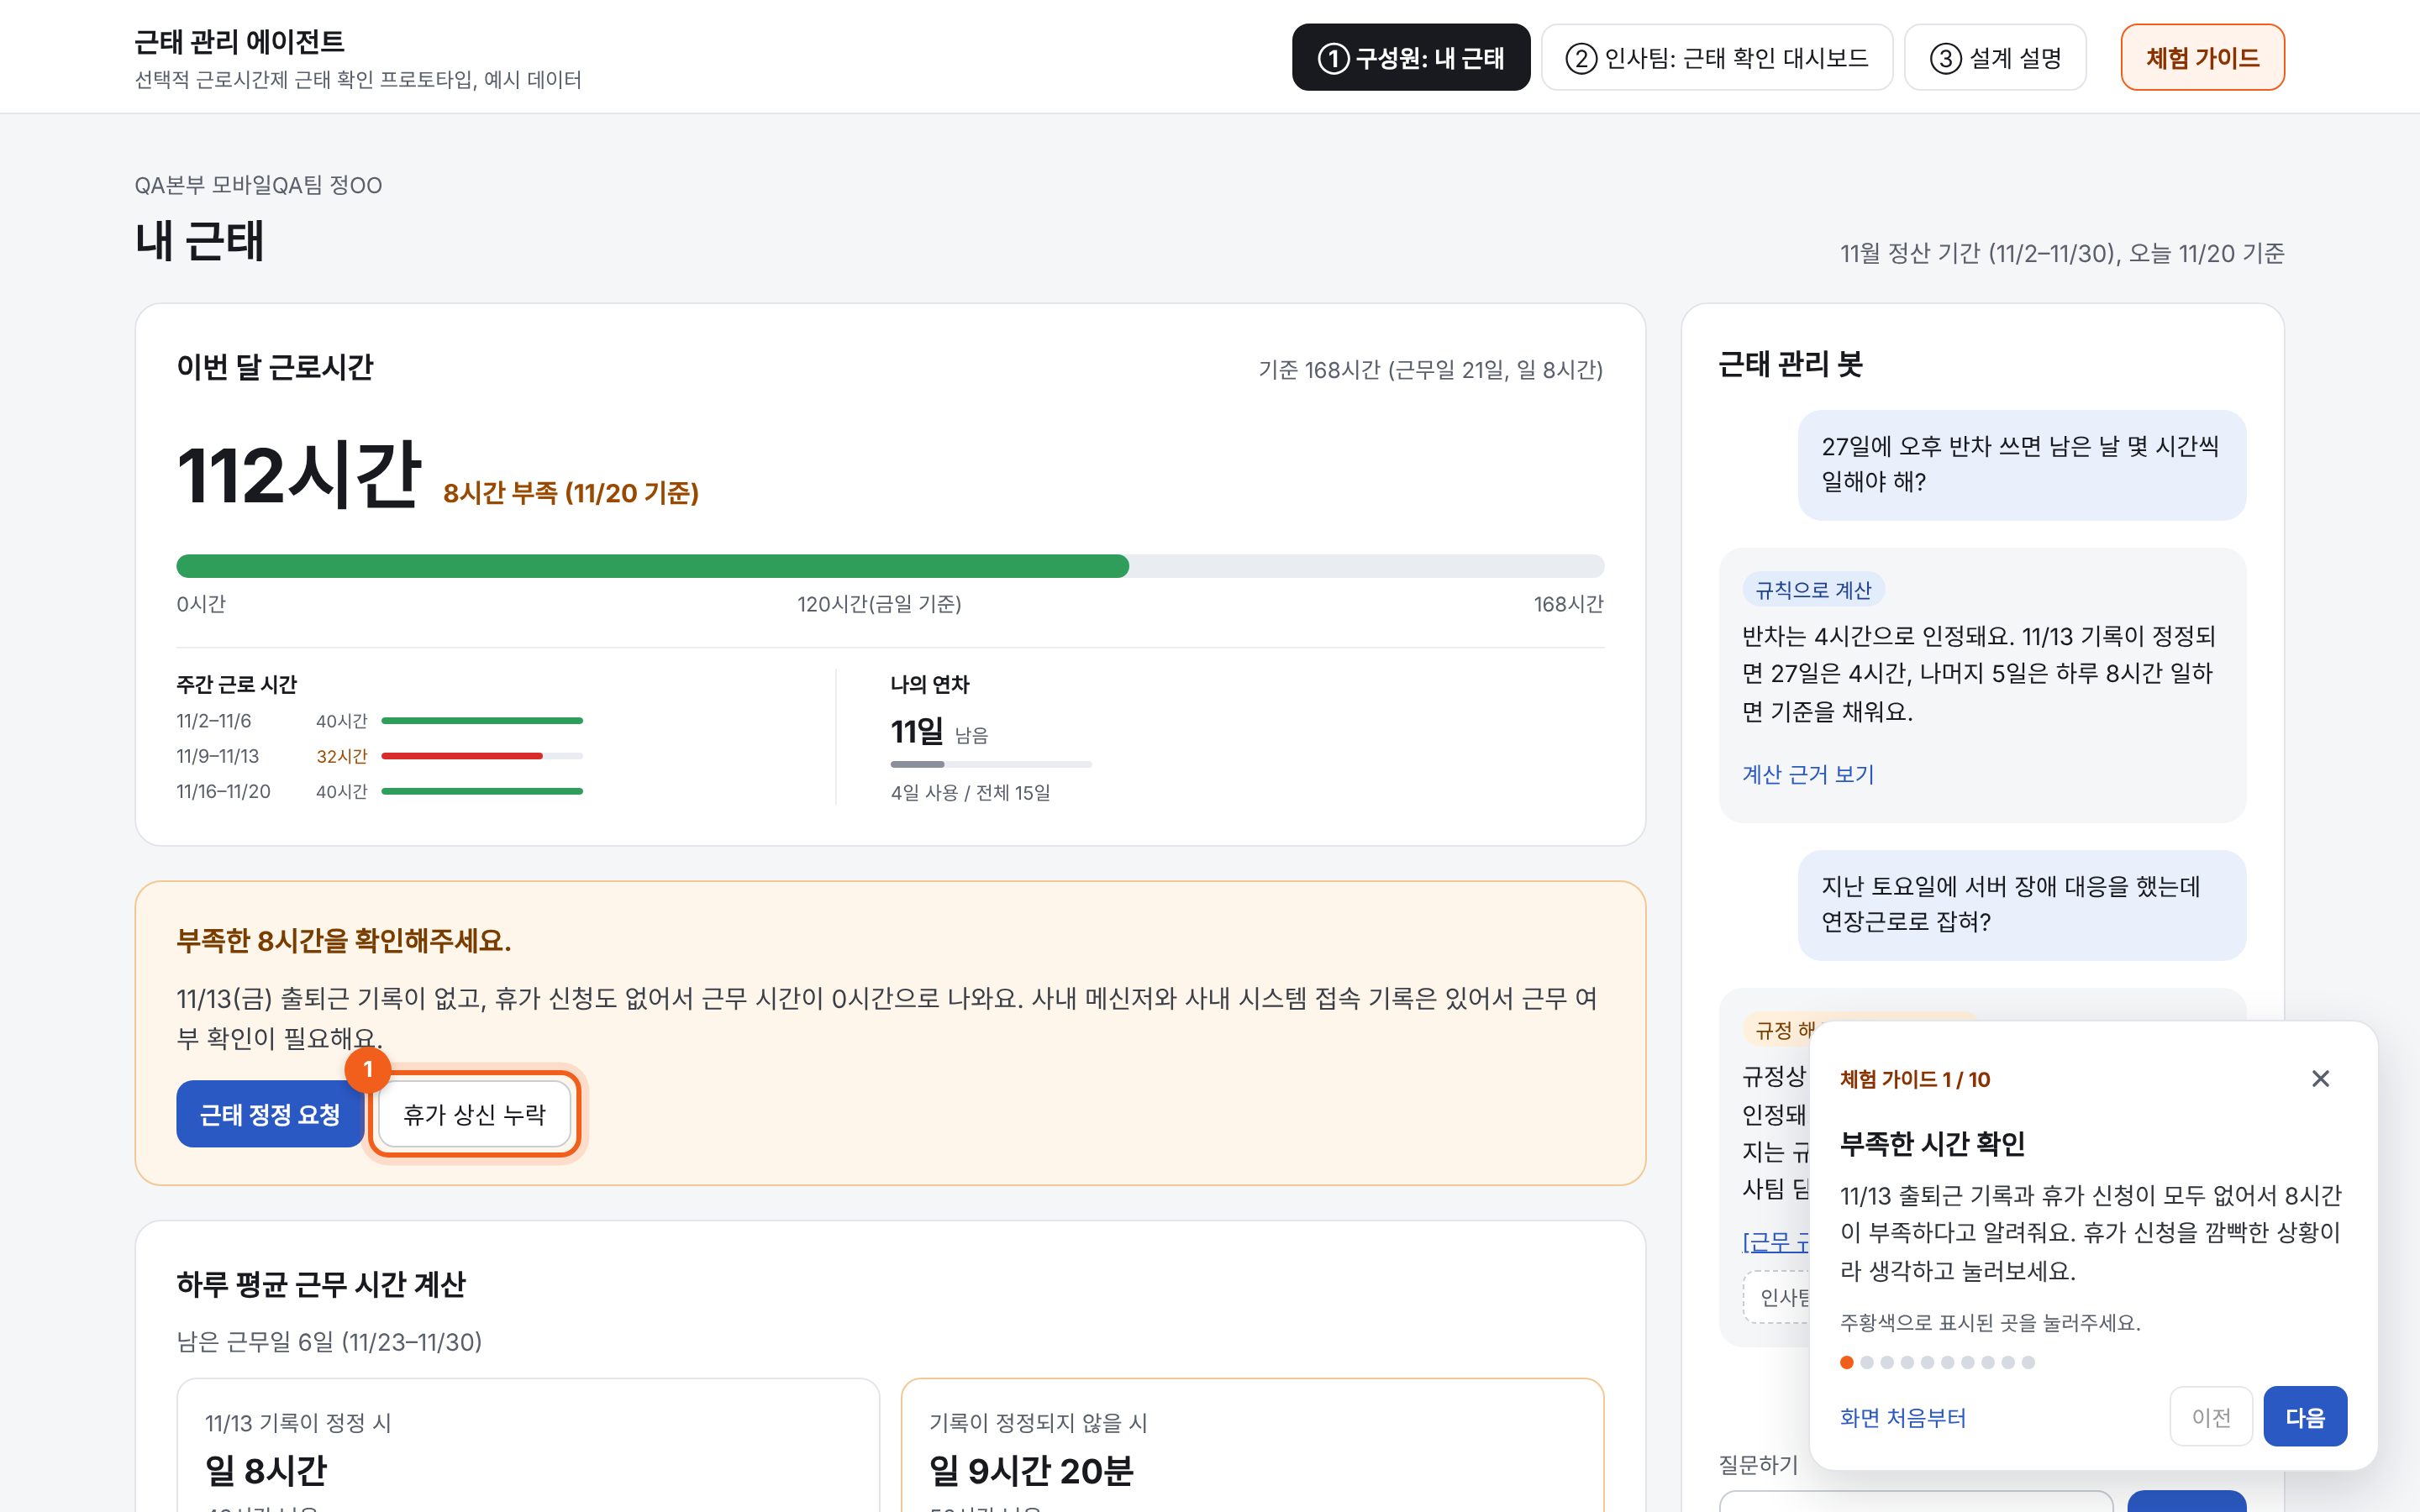 근태 관리 에이전트
선택적 근로시간제 근태 확인 프로토타입, 예시 데이터
① 구성원: 내 근태
② 인사팀: 근태 확인 대시보드
③ 설계 설명
체험 가이드
QA본부 모바일QA팀 정OO
내 근태
11월 정산 기간 (11/2–11/30), 오늘 11/20 기준
이번 달 근로시간
기준 168시간 (근무일 21일, 일 8시간)
112시간 8시간 부족 (11/20 기준)
0시간
120시간(금일 기준)
168시간
주간 근로 시간
11/2–11/6 40시간
11/9–11/13 32시간
11/16–11/20 40시간
나의 연차
11일 남음
4일 사용 / 전체 15일
부족한 8시간을 확인해주세요.
11/13(금) 출퇴근 기록이 없고, 휴가 신청도 없어서 근무 시간이 0시간으로 나와요. 사내 메신저와 사내 시스템 접속 기록은 있어서 근무 여
부 확인이 필요해요.
1
근태 정정 요청
휴가 상신 누락
하루 평균 근무 시간 계산
남은 근무일 6일 (11/23–11/30)
11/13 기록이 정정 시
일 8시간
기록이 정정되지 않을 시
일 9시간 20분
근태 관리 봇
27일에 오후 반차 쓰면 남은 날 몇 시간씩
일해야 해?
규칙으로 계산
반차는 4시간으로 인정돼요. 11/13 기록이 정정되
면 27일은 4시간, 나머지 5일은 하루 8시간 일하
면 기준을 채워요.
계산 근거 보기
지난 토요일에 서버 장애 대응을 했는데
연장근로로 잡혀?
규정
규정상
인정돼
지는
사팀
[근무
인사팀
질문하기
체험 가이드 1 / 10
✕
부족한 시간 확인
11/13 출퇴근 기록과 휴가 신청이 모두 없어서 8시간
이 부족하다고 알려줘요. 휴가 신청을 깜빡한 상황이
라 생각하고 눌러보세요.
주황색으로 표시된 곳을 눌러주세요.
화면 처음부터
이전
다음